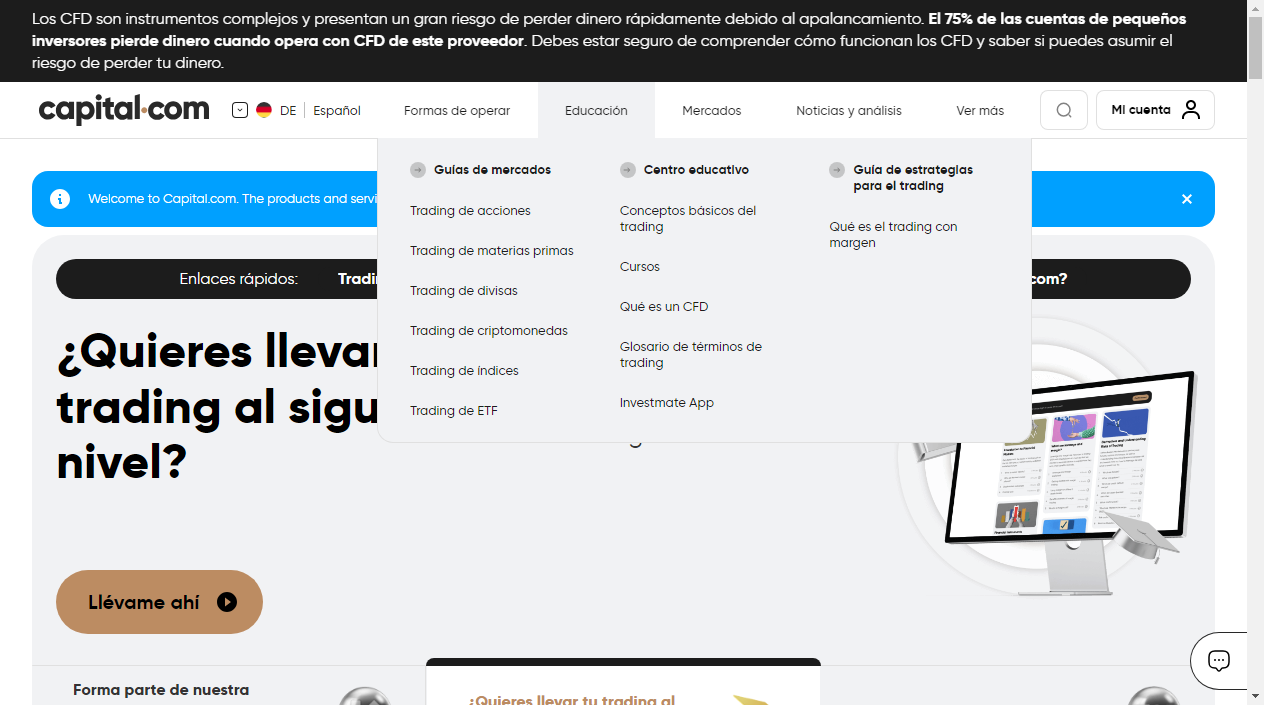 Los CFD son instrumentos complejos y presentan un gran riesgo de perder dinero rápidamente debido al apalancamiento. El 75% de las cuentas de pequeños
inversores pierde dinero cuando opera con CFD de este proveedor. Debes estar seguro de comprender cómo funcionan los CFD y saber si puedes asumir el
riesgo de perder tu dinero.
capital.com
DE
Español
Formas de operar
Educación
Mercados
Noticias y análisis
Ver más
Mi cuenta
Guías de mercados
Trading de acciones
Trading de materias primas
Trading de divisas
Trading de criptomonedas
Trading de índices
Trading de ETF
Centro educativo
Conceptos básicos del
trading
Cursos
Qué es un CFD
Glosario de términos de
trading
Investmate App
Guía de estrategias
para el trading
Qué es el trading con
margen
Welcome to Capital.com. The products and servi
Enlaces rápidos:
Tradin
com?
¿Quieres llevar
trading al sigu
nivel?
Llévame ahí
Forma parte de nuestra
¿Quieres llevar tu trading al